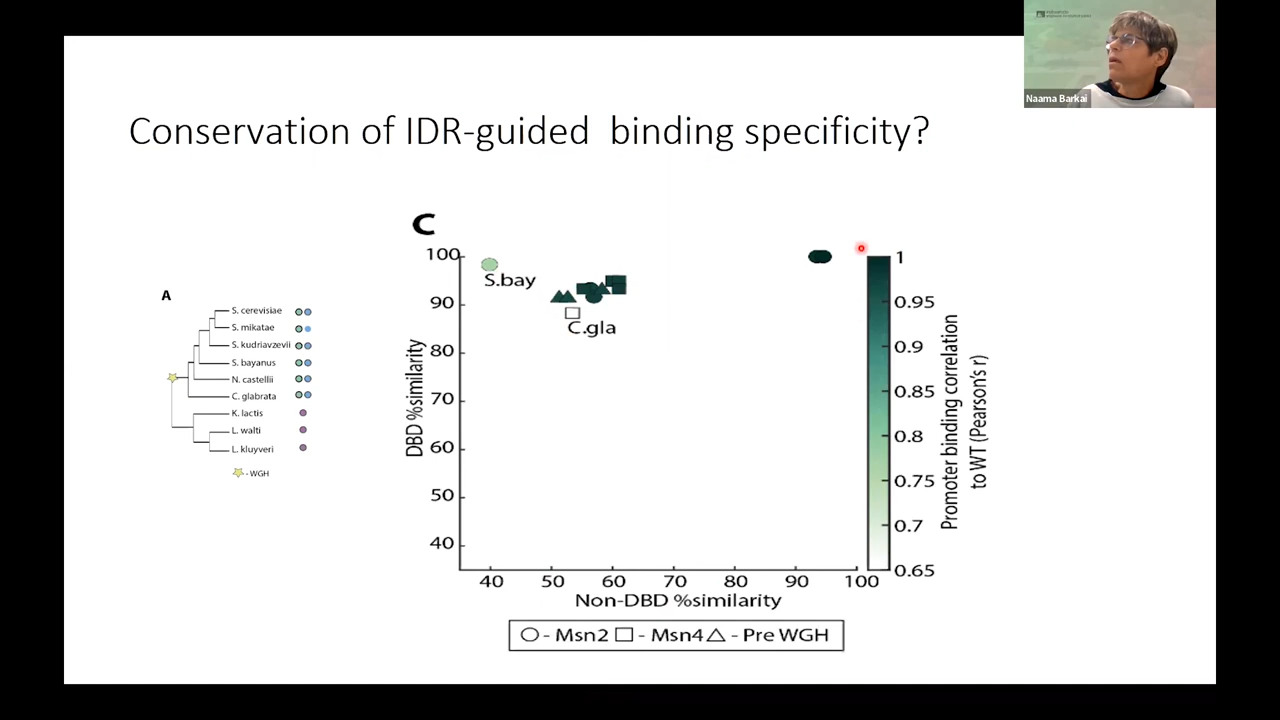 Naama Barkai
Conservation of IDR-guided binding specificity?
A
S. cerevisiae
S. mikatae
S. kudriavzevii
S. bayanus
N. castellii
C. glabrata
K. lactis
L. walti
L. kluyveri
- WGH
C
DBD %similarity
100
90
80
70
60
50
40
S.bay
C.gla
40 50 60 70 80 90 100
Non-DBD %similarity
1
0.95
0.9
0.85
0.8
0.75
0.7
0.65
Promoter binding correlation
to WT (Pearson's r)
- Msn2 - Msn4 - Pre WGH